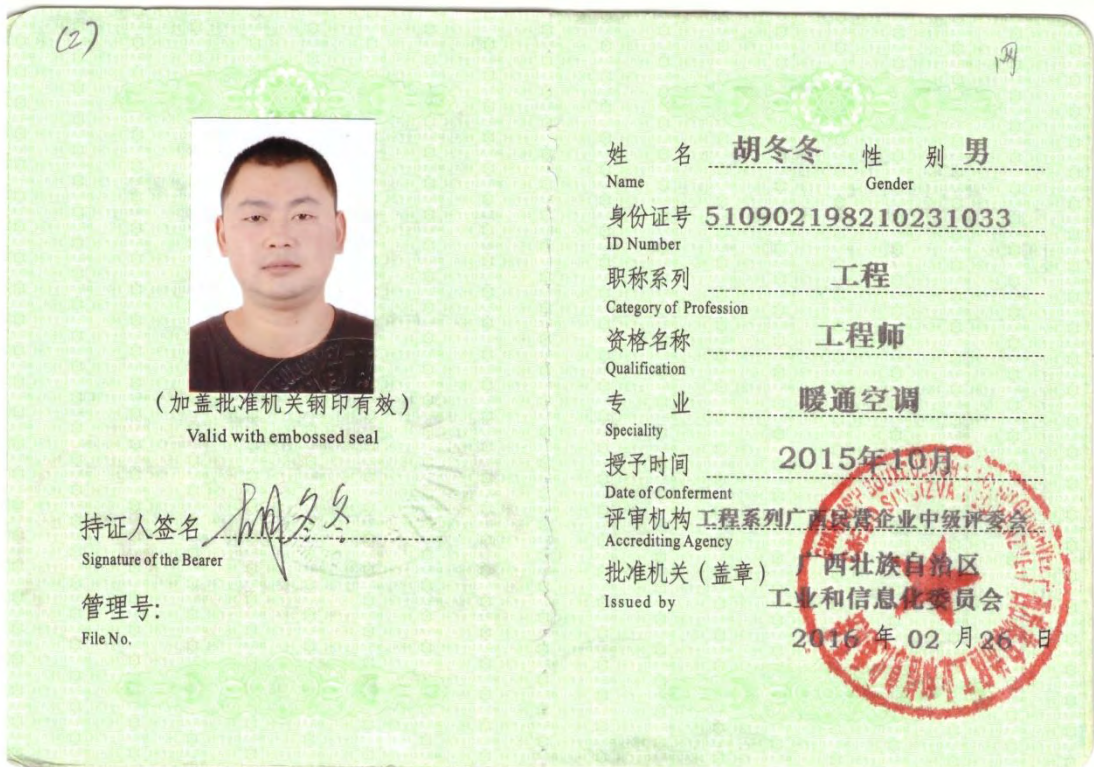 (2)
网
(加盖批准机关钢印有效)
Valid with embossed seal
持证人签名 胡冬冬
Signature of the Bearer
管理号:
File No.
姓 名 胡冬冬 性 别 男
Name Gender
身份证号 510902198210231033
ID Number
职称系列 工程
Category of Profession
资格名称 工程师
Qualification
专 业 暖通空调
Speciality
授予时间 2015年10月
Date of Conferment
评审机构 工程系列广西民营企业中级评委会
Accrediting Agency
批准机关(盖章) 广西壮族自治区
Issued by 工业和信息化委员会
2016 年 02 月 26 日